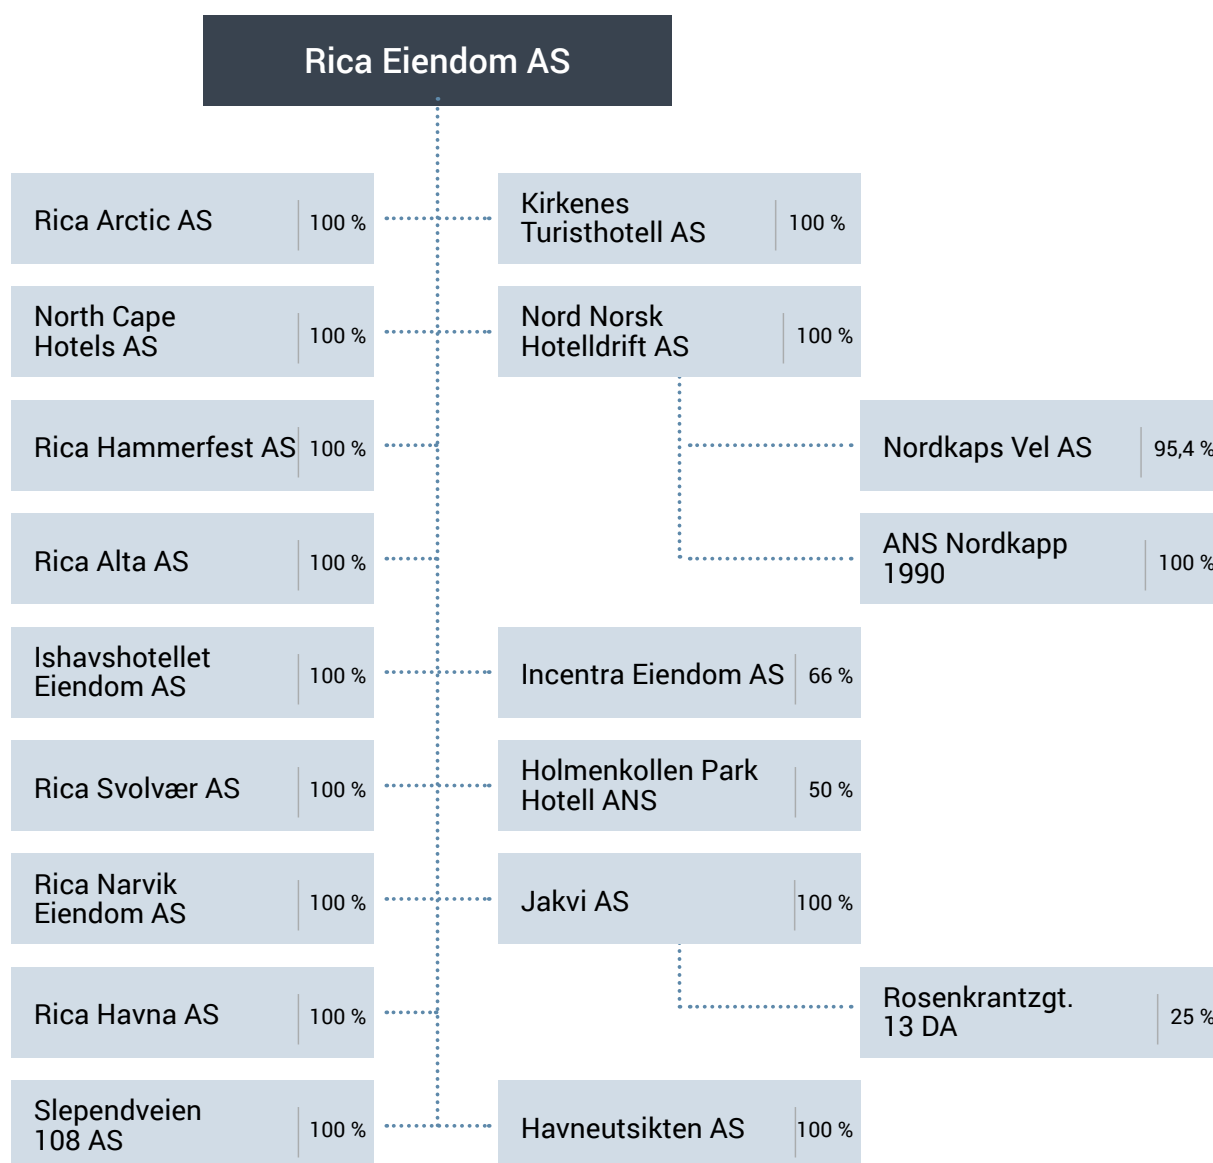 Rica Eiendom AS
Rica Arctic AS 100 %
Kirkenes
Turisthotell AS 100 %
North Cape
Hotels AS 100 %
Nord Norsk
Hotelldrift AS 100 %
Rica Hammerfest AS 100 %
Nordkaps Vel AS 95,4 %
Rica Alta AS 100 %
ANS Nordkapp
1990 100 %
Ishavshotellet
Eiendom AS 100 %
Incentra Eiendom AS 66 %
Rica Svolvær AS 100 %
Holmenkollen Park
Hotell ANS 50 %
Rica Narvik
Eiendom AS 100 %
Jakvi AS 100 %
Rica Havna AS 100 %
Rosenkrantzgt.
13 DA 25 %
Slependveien
108 AS 100 %
Havneutsikten AS 100 %